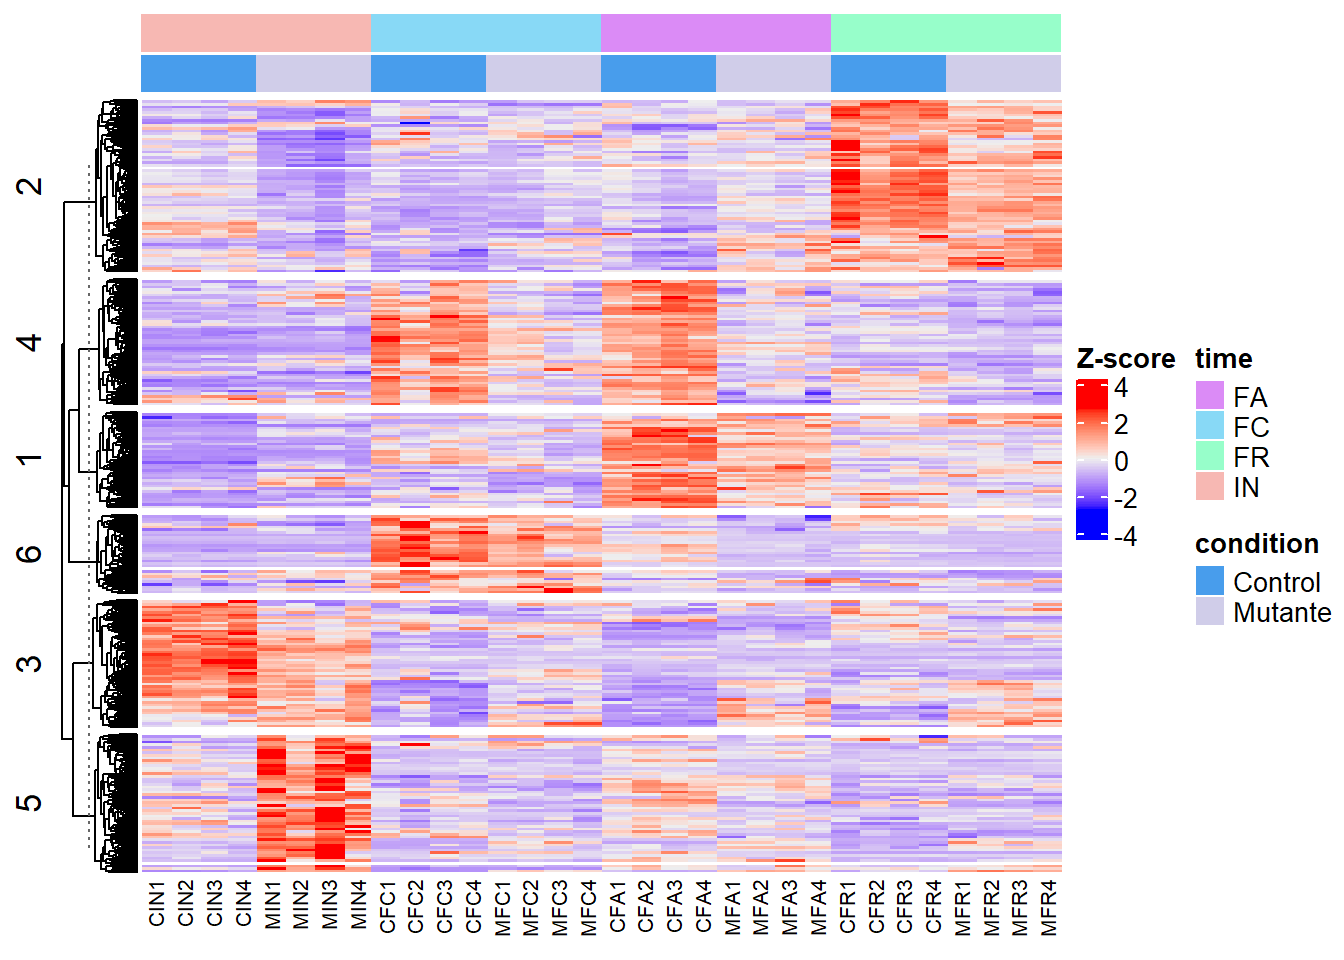 2
4
1
6
3
5
Z-score
4
2
0
-2
-4
time
FA
FC
FR
IN
condition
Control
Mutante
CIN1 CIN2 CIN3 CIN4 MIN1 MIN2 MIN3 MIN4 CFC1 CFC2 CFC3 CFC4 MFC1 MFC2 MFC3 MFC4 CFA1 CFA2 CFA3 CFA4 MFA1 MFA2 MFA3 MFA4 CFR1 CFR2 CFR3 CFR4 MFR1 MFR2 MFR3 MFR4